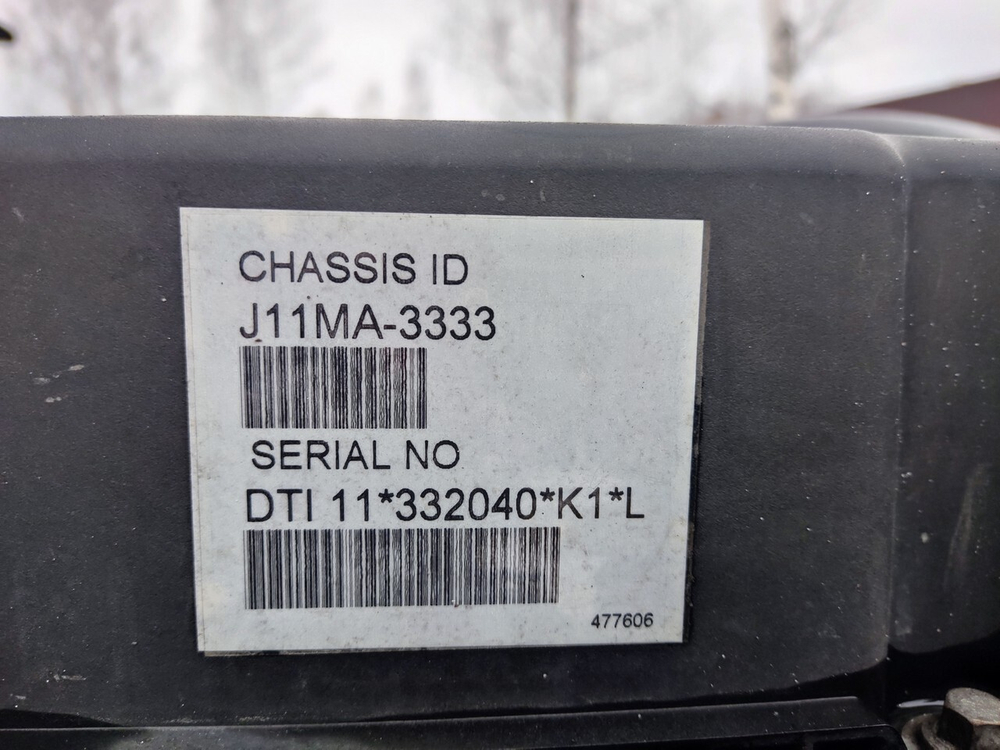 CHASSIS ID
J11MA-3333
SERIAL NO
DTI 11*332040*K1*L
477606